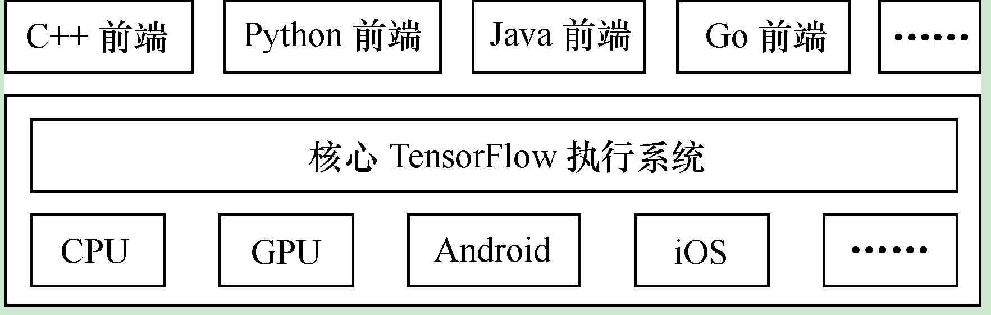 C++ 前端 Python 前端 Java 前端 Go 前端 ······
核心 TensorFlow 执行系统
CPU GPU Android iOS ······